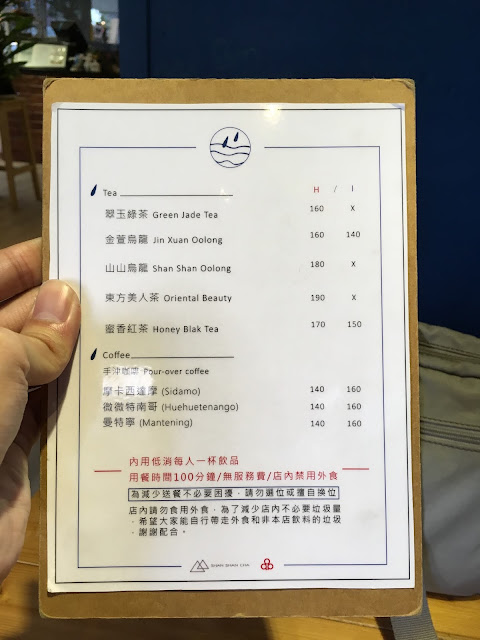 Tea H / I
翠玉綠茶 Green Jade Tea 160 X
金萱烏龍 Jin Xuan Oolong 160 140
山山烏龍 Shan Shan Oolong 180 X
東方美人茶 Oriental Beauty 190 X
蜜香紅茶 Honey Blak Tea 170 150
Coffee
手沖咖啡 Pour-over coffee
摩卡西達摩 (Sidamo) 140 160
微微特南哥 (Huehuetenango) 140 160
曼特寧 (Mantening) 140 160
內用低消每人一杯飲品
用餐時間100分鐘/無服務費/店內禁用外食
為減少送餐不必要困擾，請勿選位或擅自換位
店內請勿食用外食，為了減少店內不必要垃圾量
，希望大家能自行帶走外食和非本店飲料的垃圾
，謝謝配合。
SHAN SHAN CHA